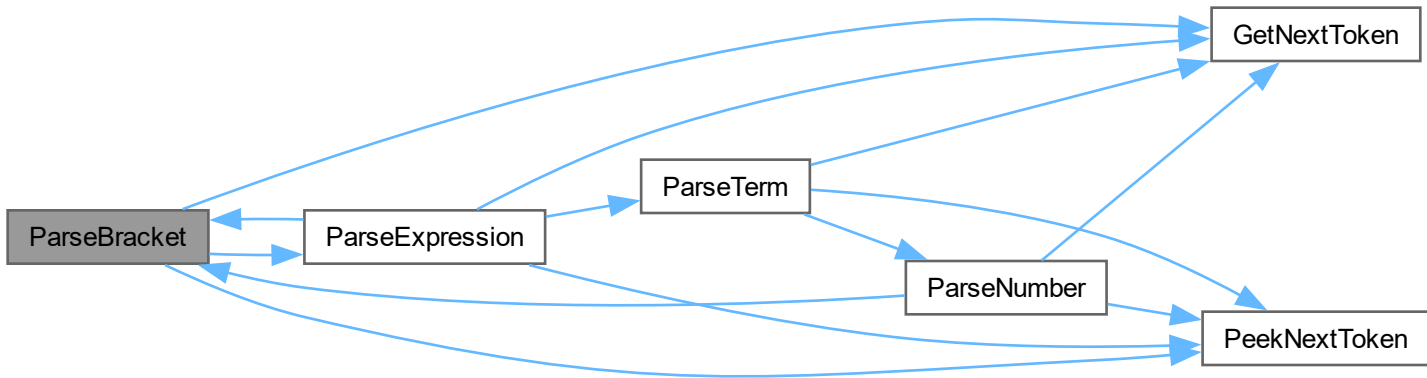 GetNextToken
ParseTerm
ParseBracket
ParseExpression
ParseNumber
PeekNextToken